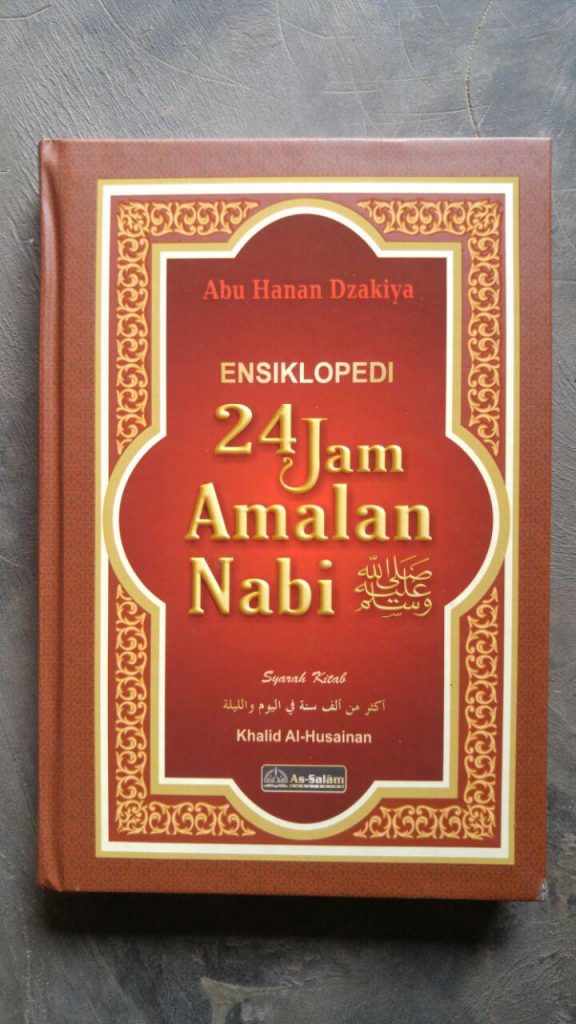 Abu Hanan Dzakiya
ENSIKLOPEDI
24 Jam
Amalan
Nabi صلى الله عليه وسلم
Syarah Kitab
أكثر من ألف سنة في اليوم والليلة
Khalid Al-Husainan
As-Salām